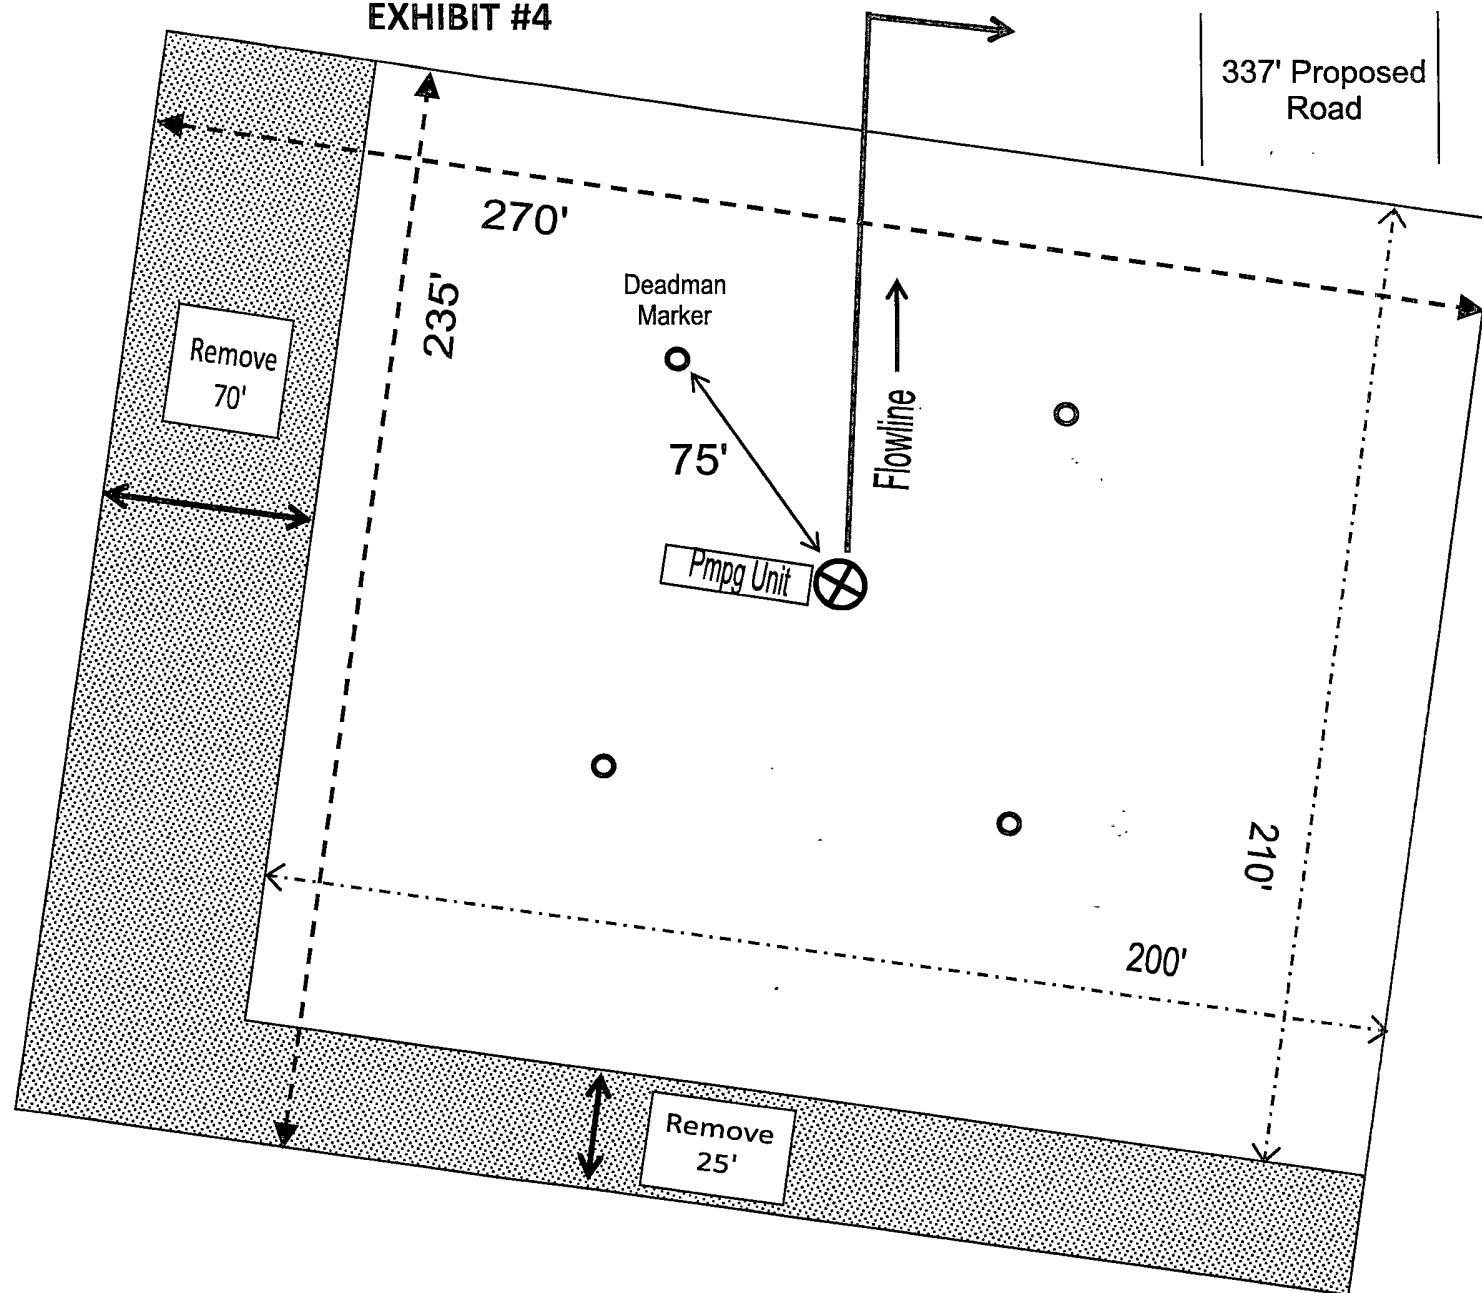 EXHIBIT #4
337' Proposed
Road
270'
235'
Deadman
Marker
Remove
70'
75'
Flowline
Pmpg Unit
210'
200'
Remove
25'